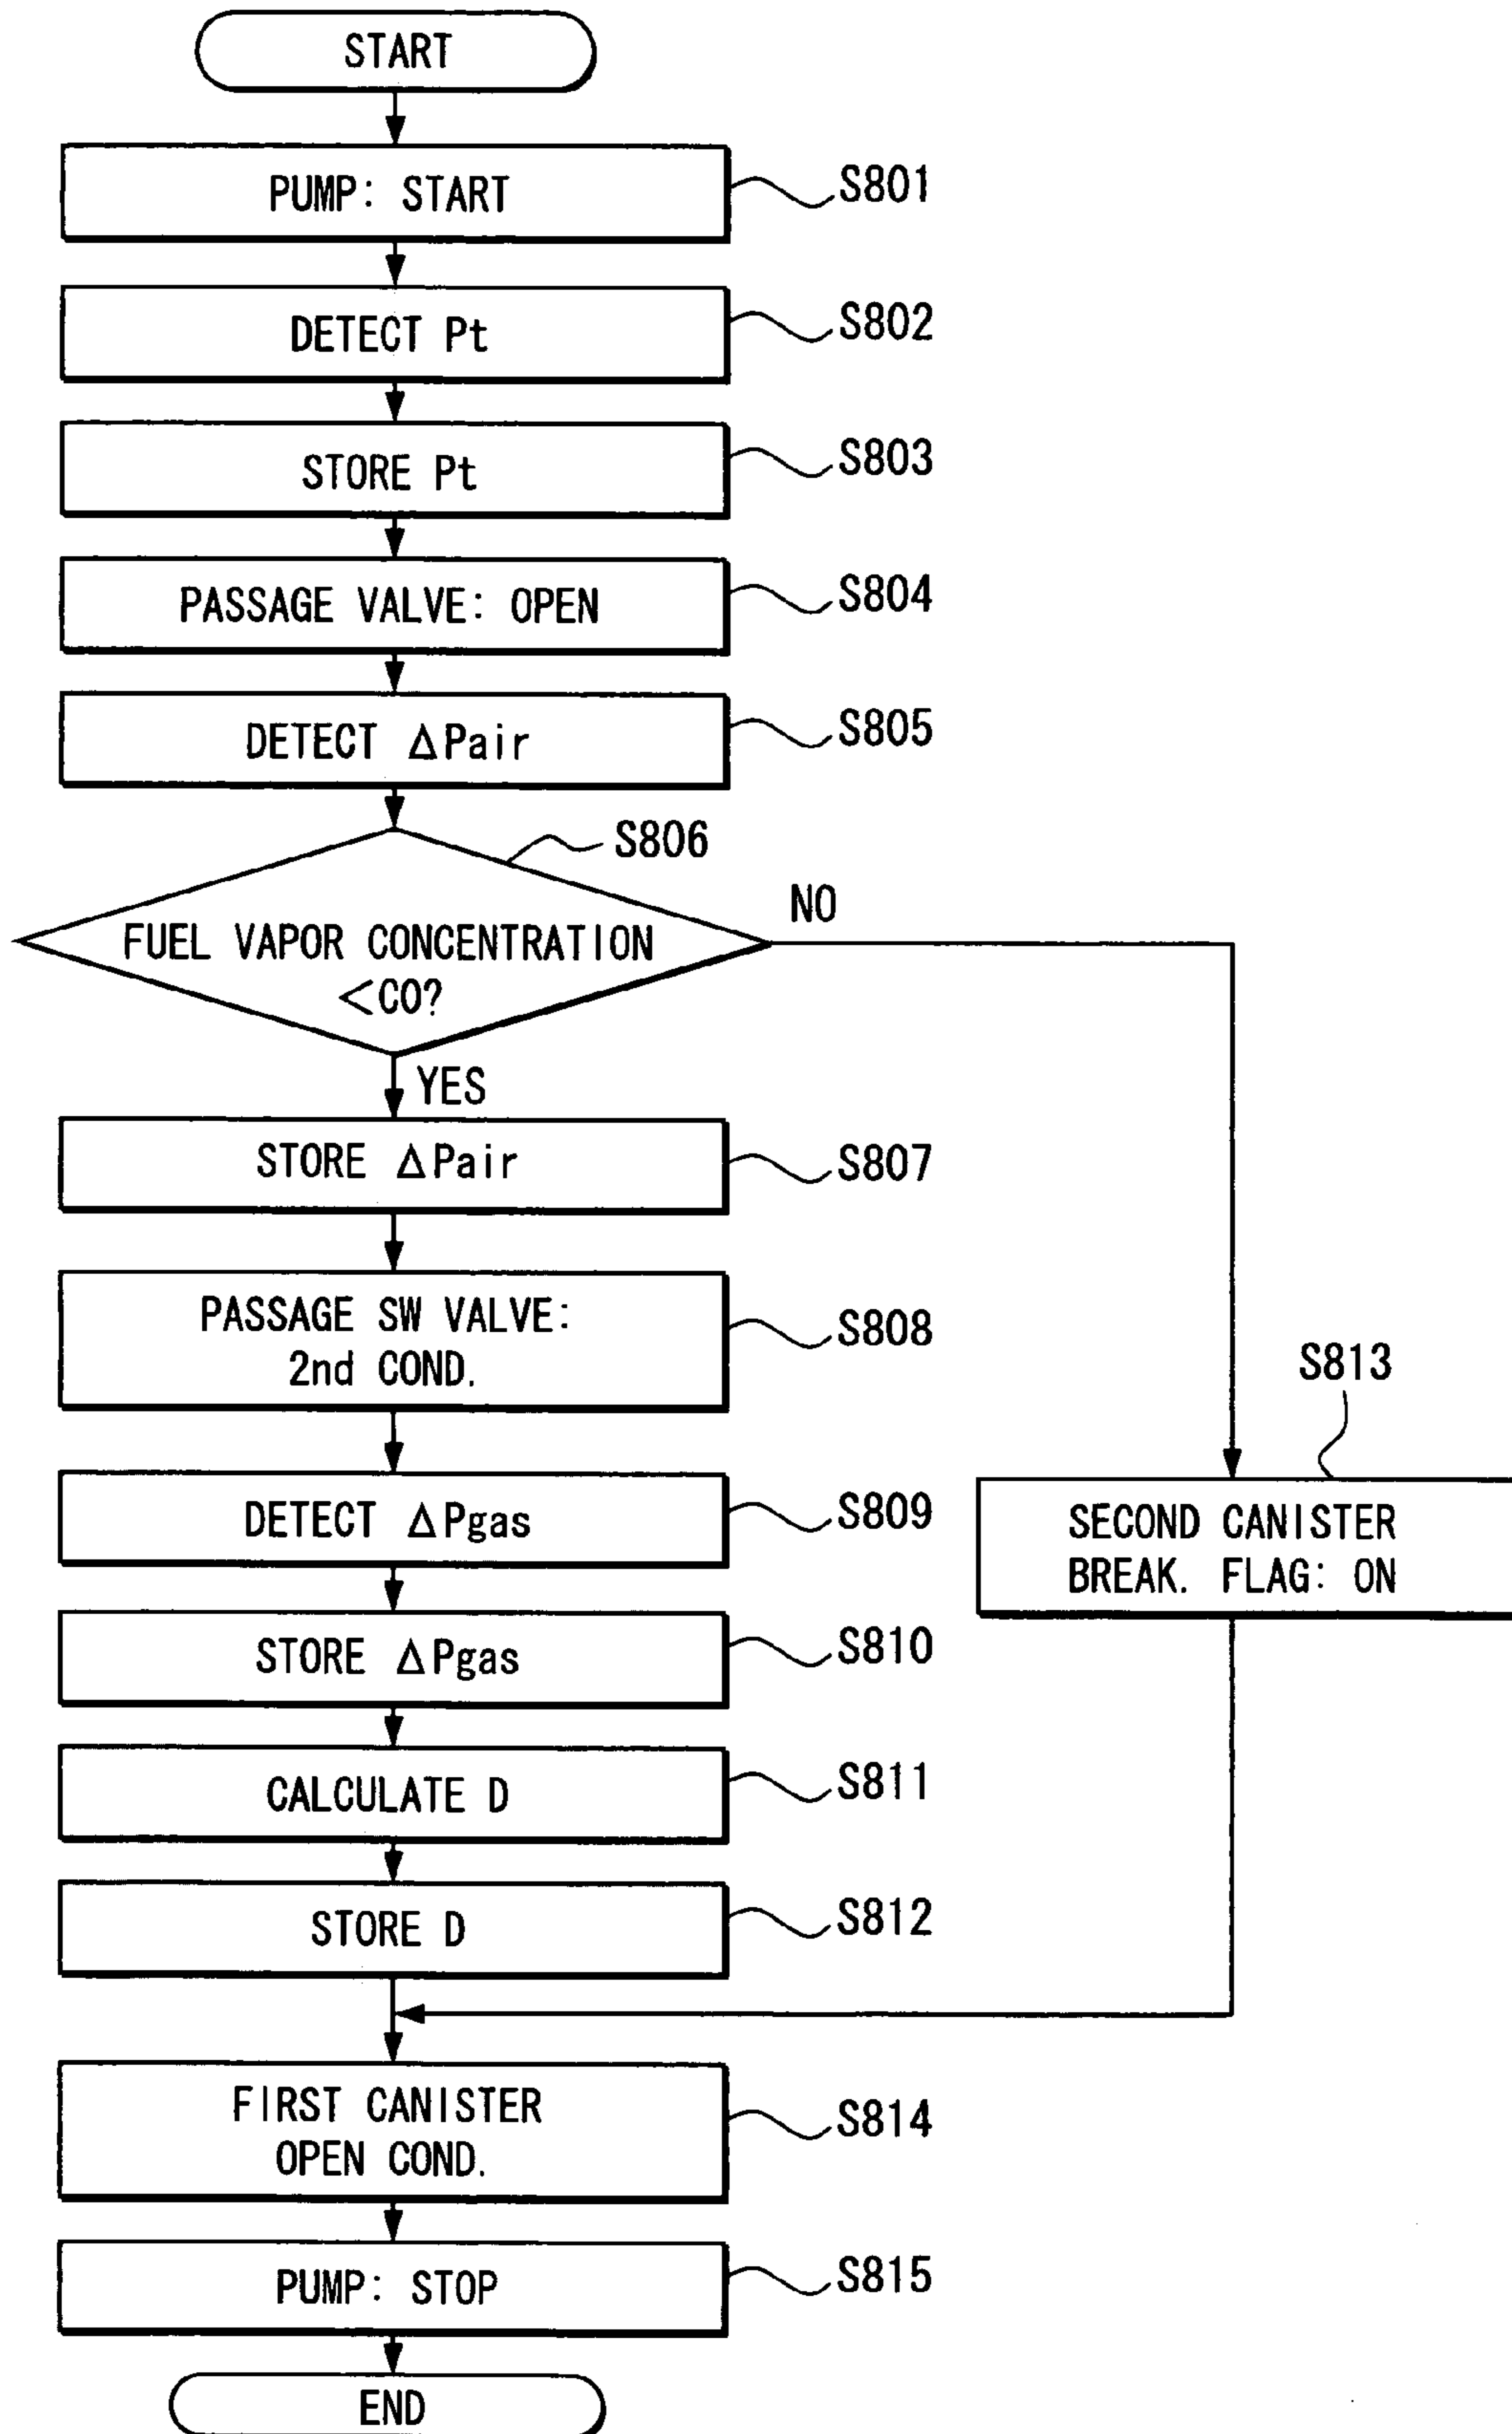 START
PUMP: START
S801
DETECT Pt
S802
STORE Pt
S803
PASSAGE VALVE: OPEN
S804
DETECT ΔPair
S805
S806
FUEL VAPOR CONCENTRATION
<C0?
NO
YES
STORE ΔPair
S807
PASSAGE SW VALVE:
2nd COND.
S808
DETECT ΔPgas
S809
S813
SECOND CANISTER
BREAK. FLAG: ON
STORE ΔPgas
S810
CALCULATE D
S811
STORE D
S812
FIRST CANISTER
OPEN COND.
S814
PUMP: STOP
S815
END